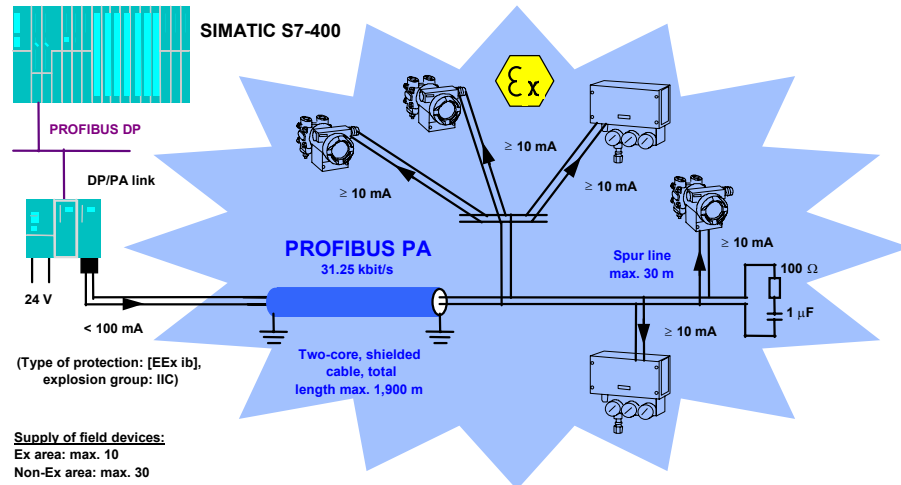 SIMATIC S7-400
PROFIBUS DP
DP/PA link
24 V
< 100 mA
(Type of protection: [EEx ib],
explosion group: IIC)
Supply of field devices:
Ex area: max. 10
Non-Ex area: max. 30
Ex
≥ 10 mA
≥ 10 mA
≥ 10 mA
PROFIBUS PA
31.25 kbit/s
Two-core, shielded
cable, total
length max. 1,900 m
Spur line
max. 30 m
≥ 10 mA
≥ 10 mA
100 Ω
1 μF